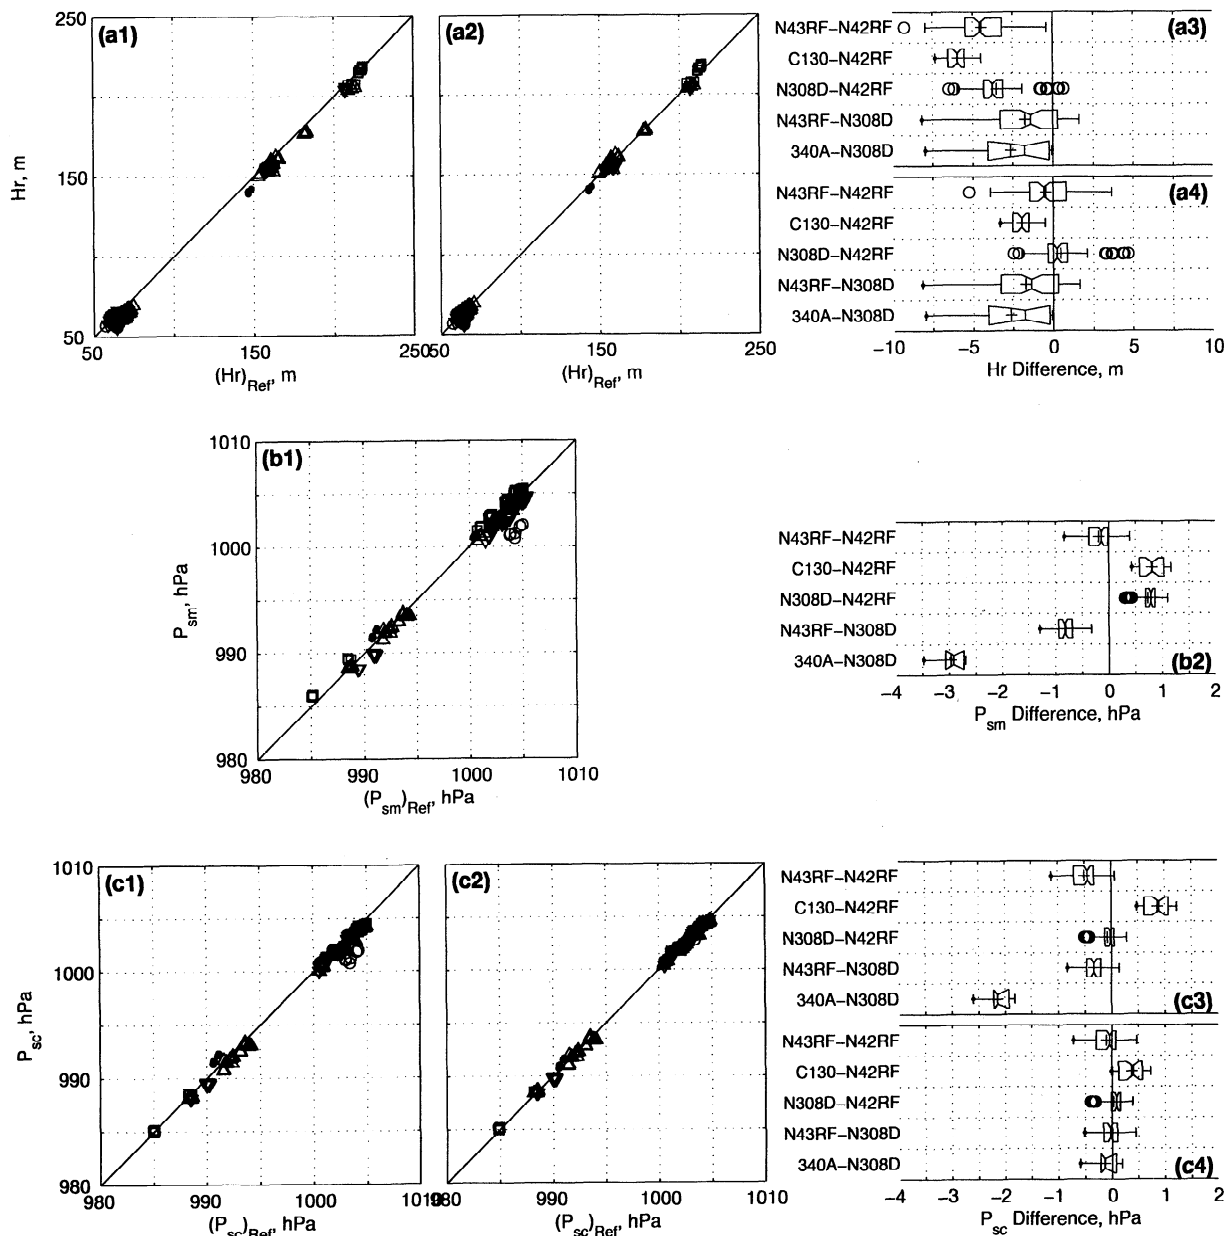 (a1)
250
150
50
Hr, m
50
150
250
(Hr)Ref, m
(a2)
50
150
250
(Hr)Ref, m
(a3)
N43RF−N42RF
C130−N42RF
N308D−N42RF
N43RF−N308D
340A−N308D
(a4)
N43RF−N42RF
C130−N42RF
N308D−N42RF
N43RF−N308D
340A−N308D
−10 −5 0 5 10
Hr Difference, m
(b1)
1010
1000
990
980
Psm, hPa
980 990 1000 1010
(Psm)Ref, hPa
N43RF−N42RF
C130−N42RF
N308D−N42RF
N43RF−N308D
340A−N308D
(b2)
−4 −3 −2 −1 0 1 2
Psm Difference, hPa
(c1)
1010
1000
990
980
Psc, hPa
980 990 1000 1010
(Psc)Ref, hPa
(c2)
980 990 1000 1010
(Psc)Ref, hPa
N43RF−N42RF
C130−N42RF
N308D−N42RF
N43RF−N308D
340A−N308D
(c3)
N43RF−N42RF
C130−N42RF
N308D−N42RF
N43RF−N308D
340A−N308D
(c4)
−4 −3 −2 −1 0 1 2
Psc Difference, hPa